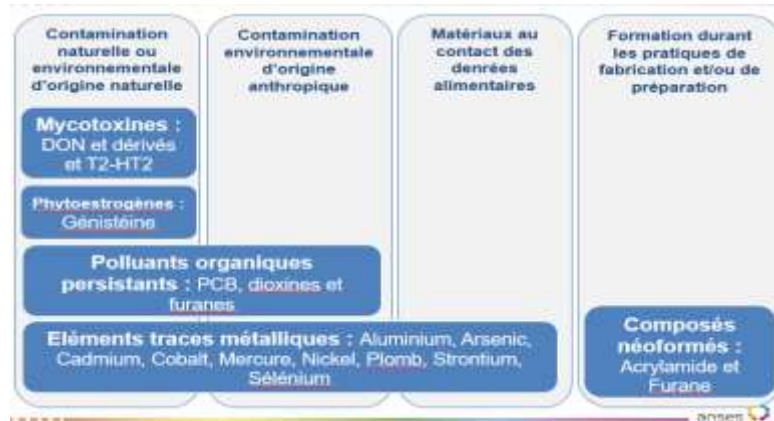 Contamination
naturelle ou
environnementale
d'origine naturelle
Contamination
environnementale
d'origine
anthropique
Matériaux au
contact des
denrées
alimentaires
Formation durant
les pratiques de
fabrication et/ou de
préparation
Mycotoxines :
DON et dérivés
et T2-HT2
Phytoestrogènes :
Génistéine
Polluants organiques
persistants : PCB, dioxines et
furanes
Eléments traces métalliques : Aluminium, Arsenic,
Cadmium, Cobalt, Mercure, Nickel, Plomb, Strontium,
Sélénium
Composés
néoformés :
Acrylamide et
Furane
anses